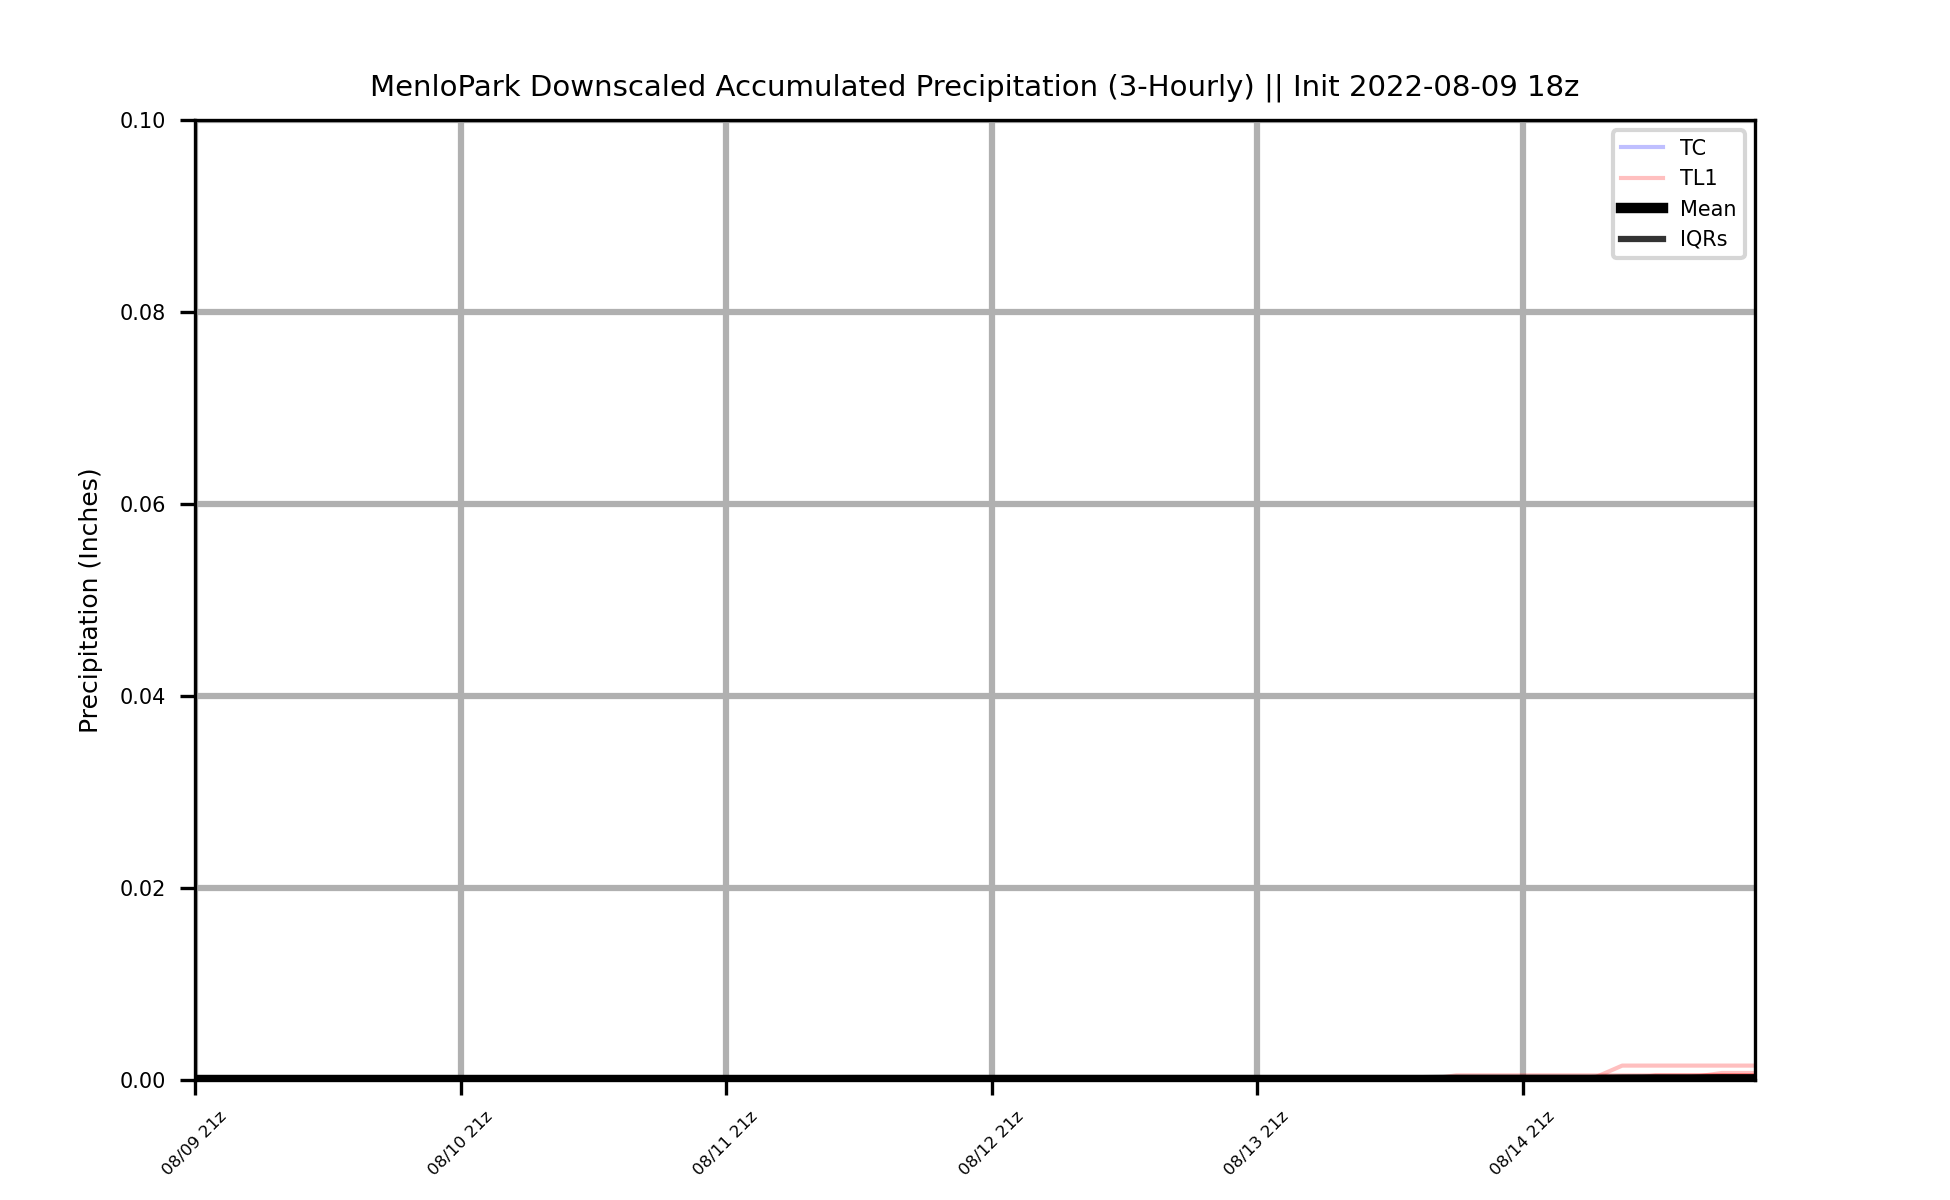 MenloPark Downscaled Accumulated Precipitation (3-Hourly) || Init 2022-08-09 18z
0.10
0.08
0.06
0.04
0.02
0.00
Precipitation (Inches)
TC
TL1
Mean
IQRs
08/09 21z
08/10 21z
08/11 21z
08/12 21z
08/13 21z
08/14 21z